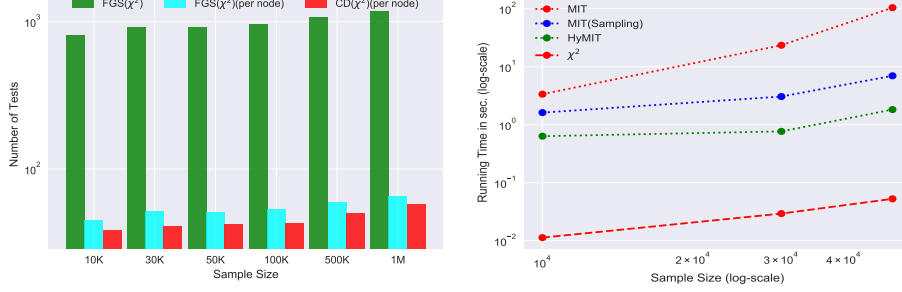 FGS(χ²) FGS(χ²)(per node) CD(χ²)(per node)
10³
10²
Number of Tests
10K 30K 50K 100K 500K 1M
Sample Size
MIT
MIT(Sampling)
HyMIT
χ²
10²
10¹
10⁰
10⁻¹
10⁻²
Running Time in sec. (log-scale)
10⁴ 2 × 10⁴ 3 × 10⁴ 4 × 10⁴
Sample Size (log-scale)